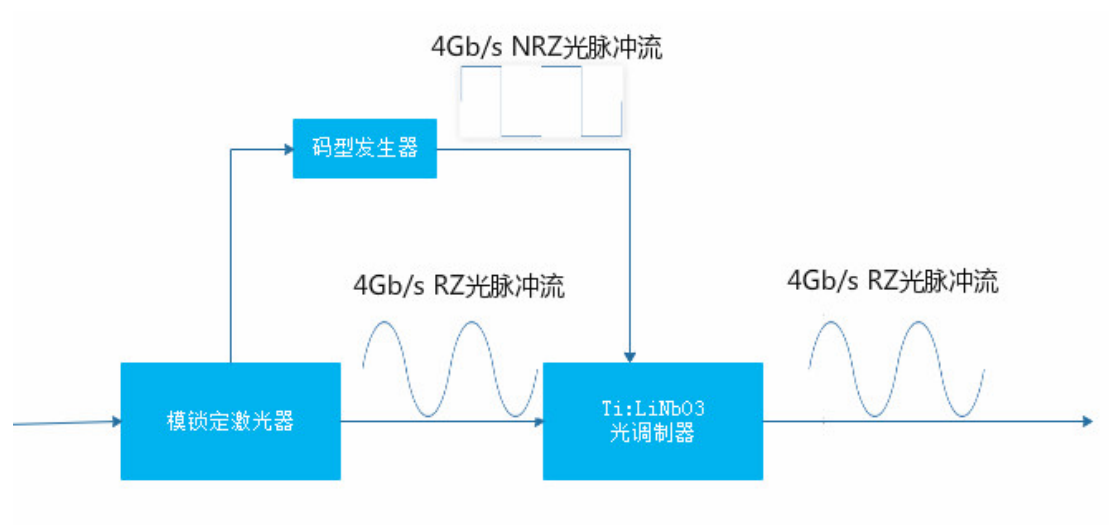 4Gb/s NRZ光脉冲流
码型发生器
4Gb/s RZ光脉冲流
4Gb/s RZ光脉冲流
模锁定激光器
Ti:LiNbO3
光调制器